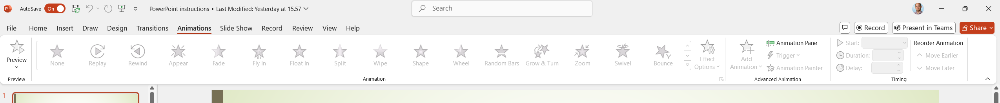 AutoSave On PowerPoint instructions • Last Modified: Yesterday at 15.57 Search
File Home Insert Draw Design Transitions Animations Slide Show Record Review View Help Record Present in Teams Share
Preview
None Replay Rewind Appear Fade Fly In Float In Split Wipe Shape Wheel Random Bars Grow & Turn Zoom Swivel Bounce
Effect
Options
Add
Animation
Animation Pane
Trigger
Animation Painter
Start:
Duration:
Delay:
Reorder Animation
Move Earlier
Move Later
Preview Animation Advanced Animation Timing
1